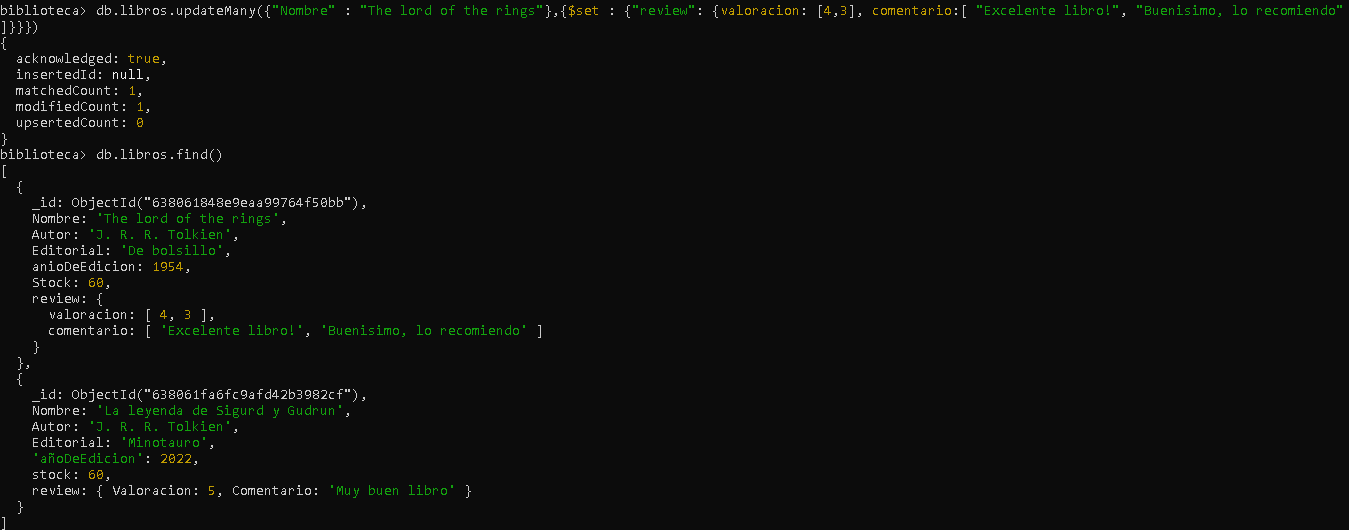 biblioteca> db.libros.updateMany({"Nombre" : "The lord of the rings"},{$set : {"review": {valoracion: [4,3], comentario:[ "Excelente libro!", "Buenisimo, lo recomiendo"
]}}})
{
  acknowledged: true,
  insertedId: null,
  matchedCount: 1,
  modifiedCount: 1,
  upsertedCount: 0
}
biblioteca> db.libros.find()
[
  {
    _id: ObjectId("638061848e9eaa99764f50bb"),
    Nombre: 'The lord of the rings',
    Autor: 'J. R. R. Tolkien',
    Editorial: 'De bolsillo',
    anioDeEdicion: 1954,
    Stock: 60,
    review: {
      valoracion: [ 4, 3 ],
      comentario: [ 'Excelente libro!', 'Buenisimo, lo recomiendo' ]
    }
  },
  {
    _id: ObjectId("638061fa6fc9afd42b3982cf"),
    Nombre: 'La leyenda de Sigurd y Gudrun',
    Autor: 'J. R. R. Tolkien',
    Editorial: 'Minotauro',
    'añoDeEdicion': 2022,
    stock: 60,
    review: { Valoracion: 5, Comentario: 'Muy buen libro' }
  }
]